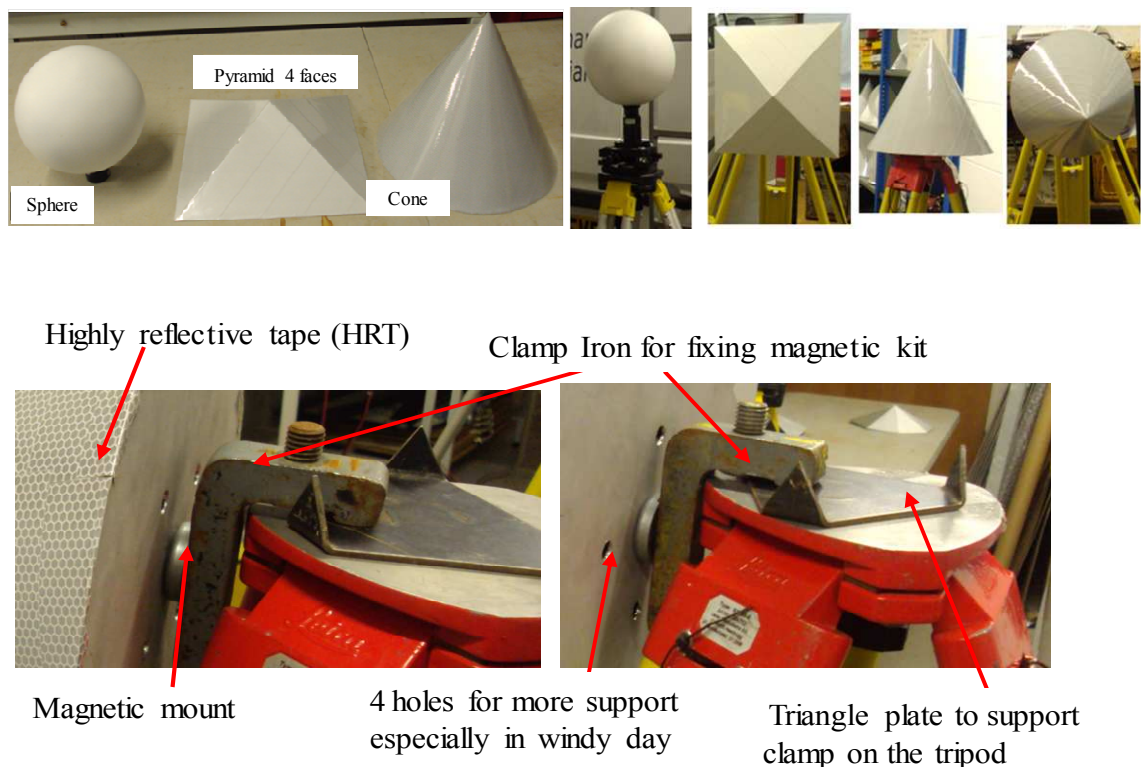 Pyramid 4 faces
Sphere
Cone
Highly reflective tape (HRT)
Clamp Iron for fixing magnetic kit
Magnetic mount
4 holes for more support
especially in windy day
Triangle plate to support
clamp on the tripod